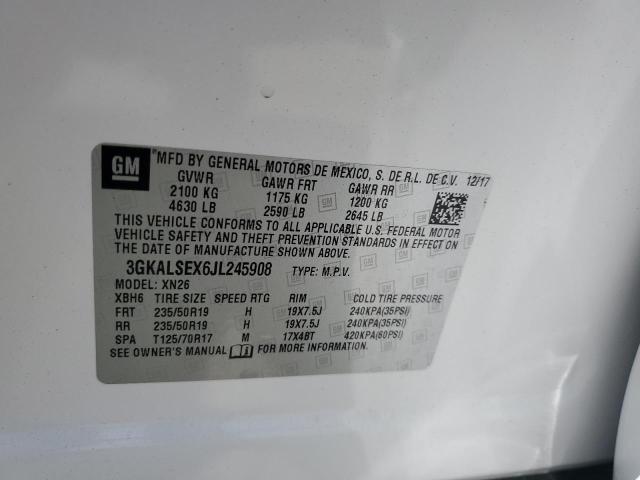 GM
®MFD BY GENERAL MOTORS DE MEXICO, S. DE R.L. DE C.V. 12/17
GVWR GAWR FRT GAWR RR
2100 KG 1175 KG 1200 KG
4630 LB 2590 LB 2645 LB
THIS VEHICLE CONFORMS TO ALL APPLICABLE U.S. FEDERAL MOTOR
VEHICLE SAFETY AND THEFT PREVENTION STANDARDS IN EFFECT ON
THE DATE OF MANUFACTURE SHOWN ABOVE.
3GKALSEX6JL245908 TYPE: M.P.V.
MODEL: XN26
XBH6 TIRE SIZE SPEED RTG RIM COLD TIRE PRESSURE
FRT 235/50R19 H 19X7.5J 240KPA(35PSI)
RR 235/50R19 H 19X7.5J 240KPA(35PSI)
SPA T125/70R17 M 17X4BT 420KPA(60PSI)
SEE OWNER'S MANUAL FOR MORE INFORMATION.